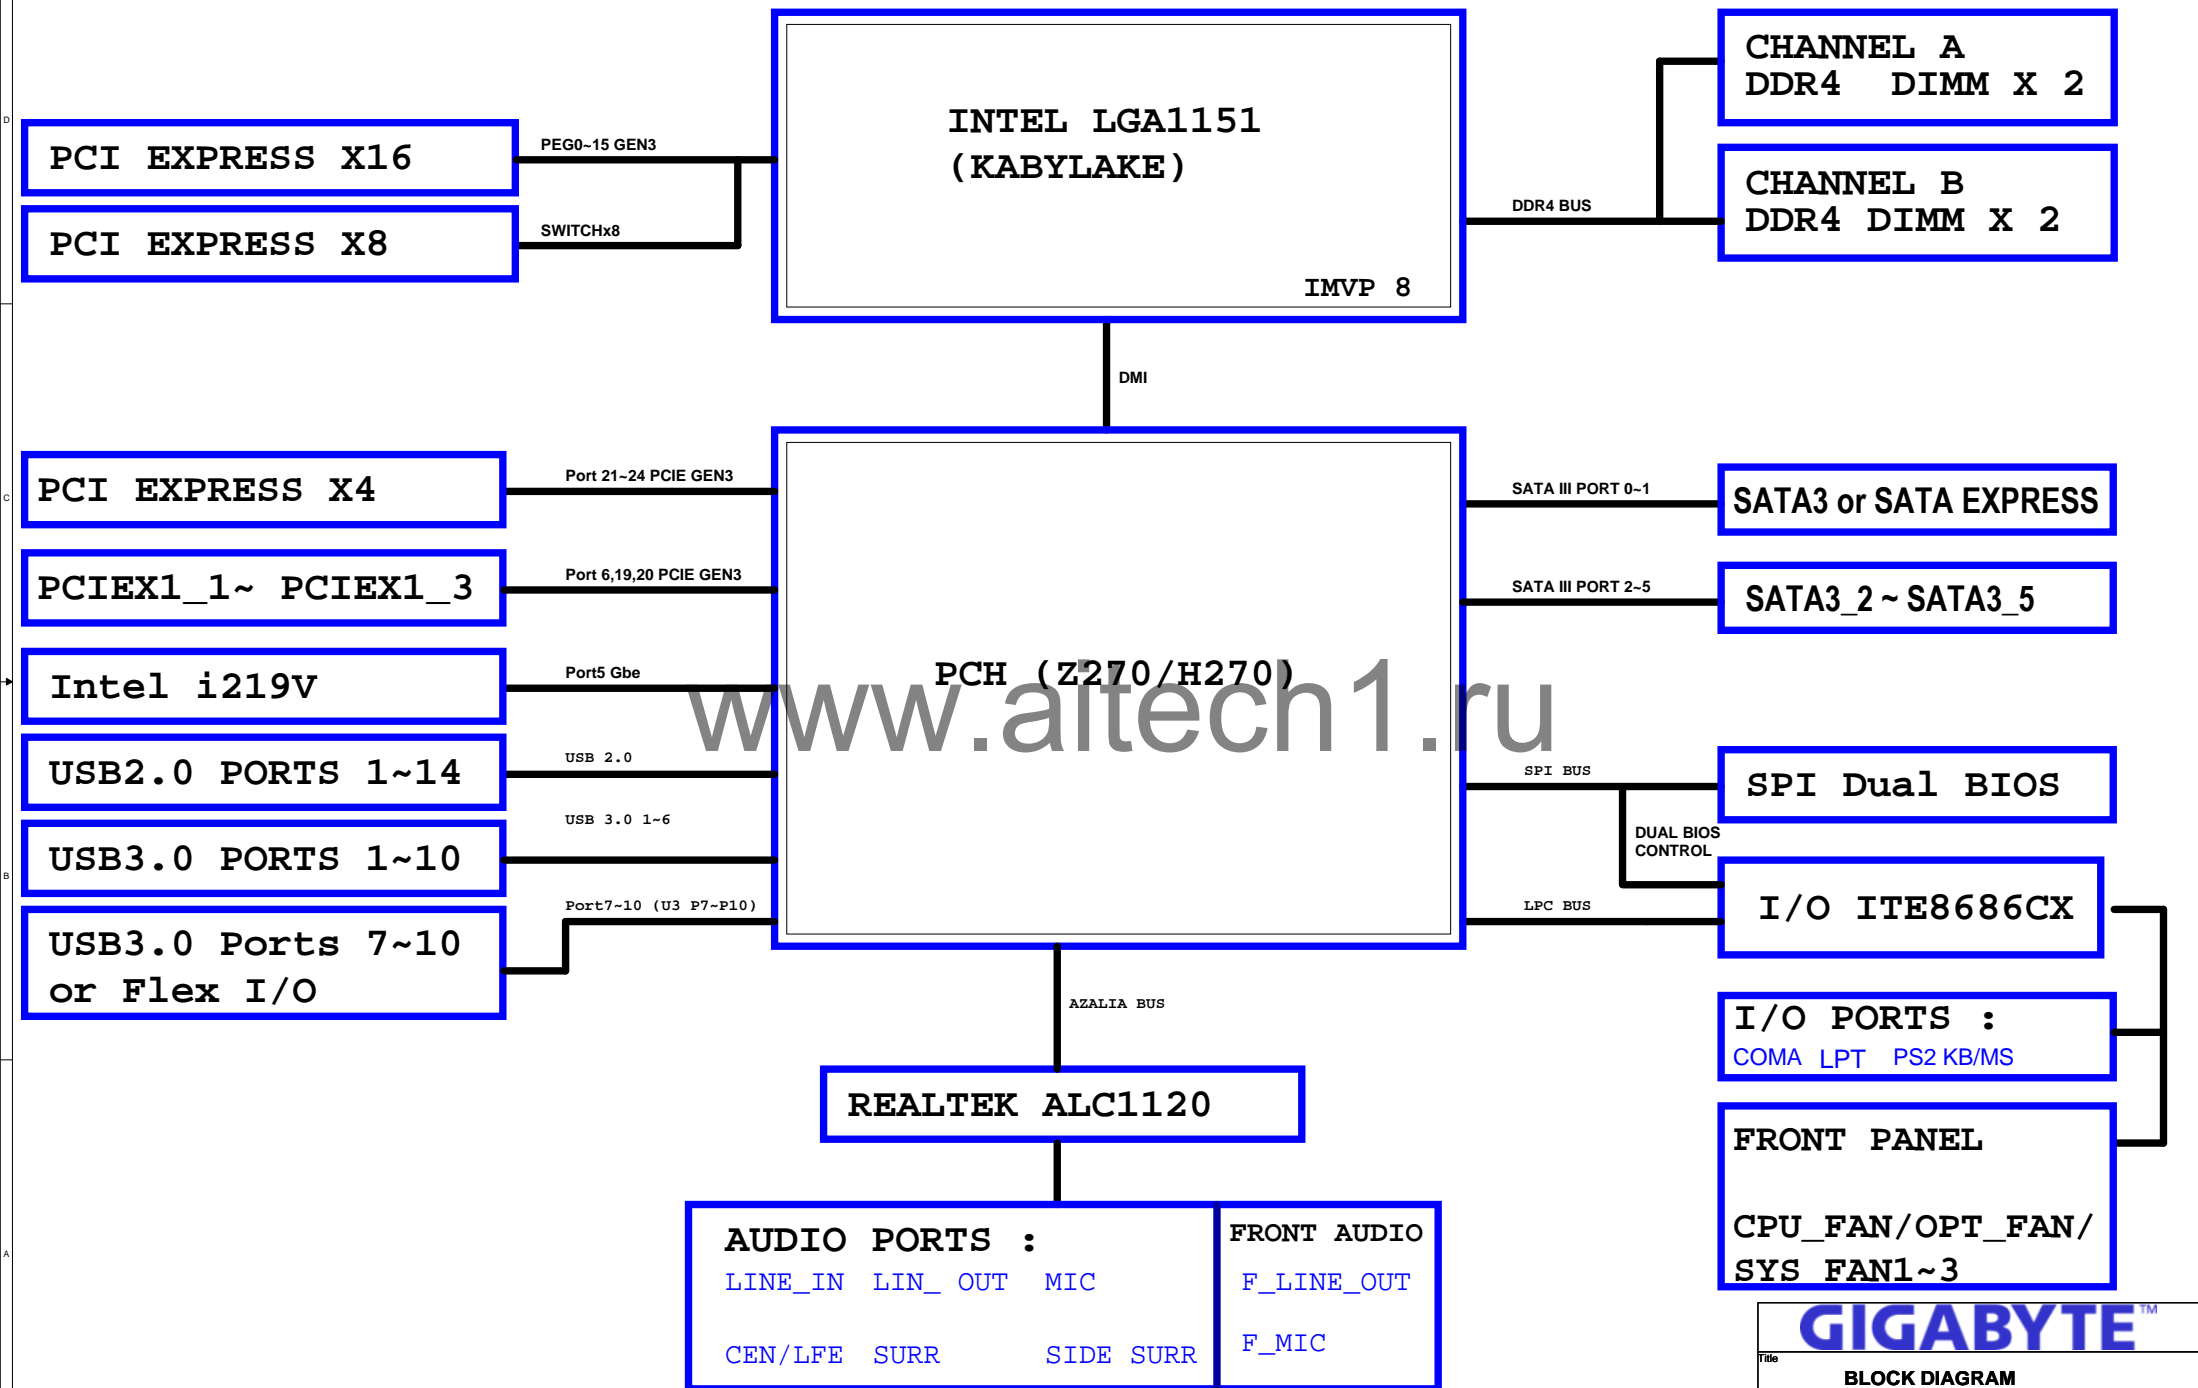 D
C
B
A
PCI EXPRESS X16
PCI EXPRESS X8
PEG0~15 GEN3
SWITCHx8
INTEL LGA1151
(KABYLAKE)
IMVP 8
DDR4 BUS
CHANNEL A
DDR4 DIMM X 2
CHANNEL B
DDR4 DIMM X 2
DMI
PCI EXPRESS X4
Port 21~24 PCIE GEN3
PCIEX1_1~ PCIEX1_3
Port 6,19,20 PCIE GEN3
Intel i219V
Port5 Gbe
USB2.0 PORTS 1~14
USB 2.0
USB3.0 PORTS 1~10
USB 3.0 1~6
USB3.0 Ports 7~10
or Flex I/O
Port7~10 (U3 P7~P10)
PCH (Z270/H270)
www.aitech1.ru
SATA III PORT 0~1
SATA3 or SATA EXPRESS
SATA III PORT 2~5
SATA3_2 ~ SATA3_5
SPI BUS
SPI Dual BIOS
DUAL BIOS
CONTROL
LPC BUS
I/O ITE8686CX
I/O PORTS :
COMA LPT PS2 KB/MS
FRONT PANEL
CPU_FAN/OPT_FAN/
SYS FAN1~3
AZALIA BUS
REALTEK ALC1120
AUDIO PORTS :
LINE_IN LIN_ OUT MIC
CEN/LFE SURR SIDE SURR
FRONT AUDIO
F_LINE_OUT
F_MIC
GIGABYTE™
Title
BLOCK DIAGRAM